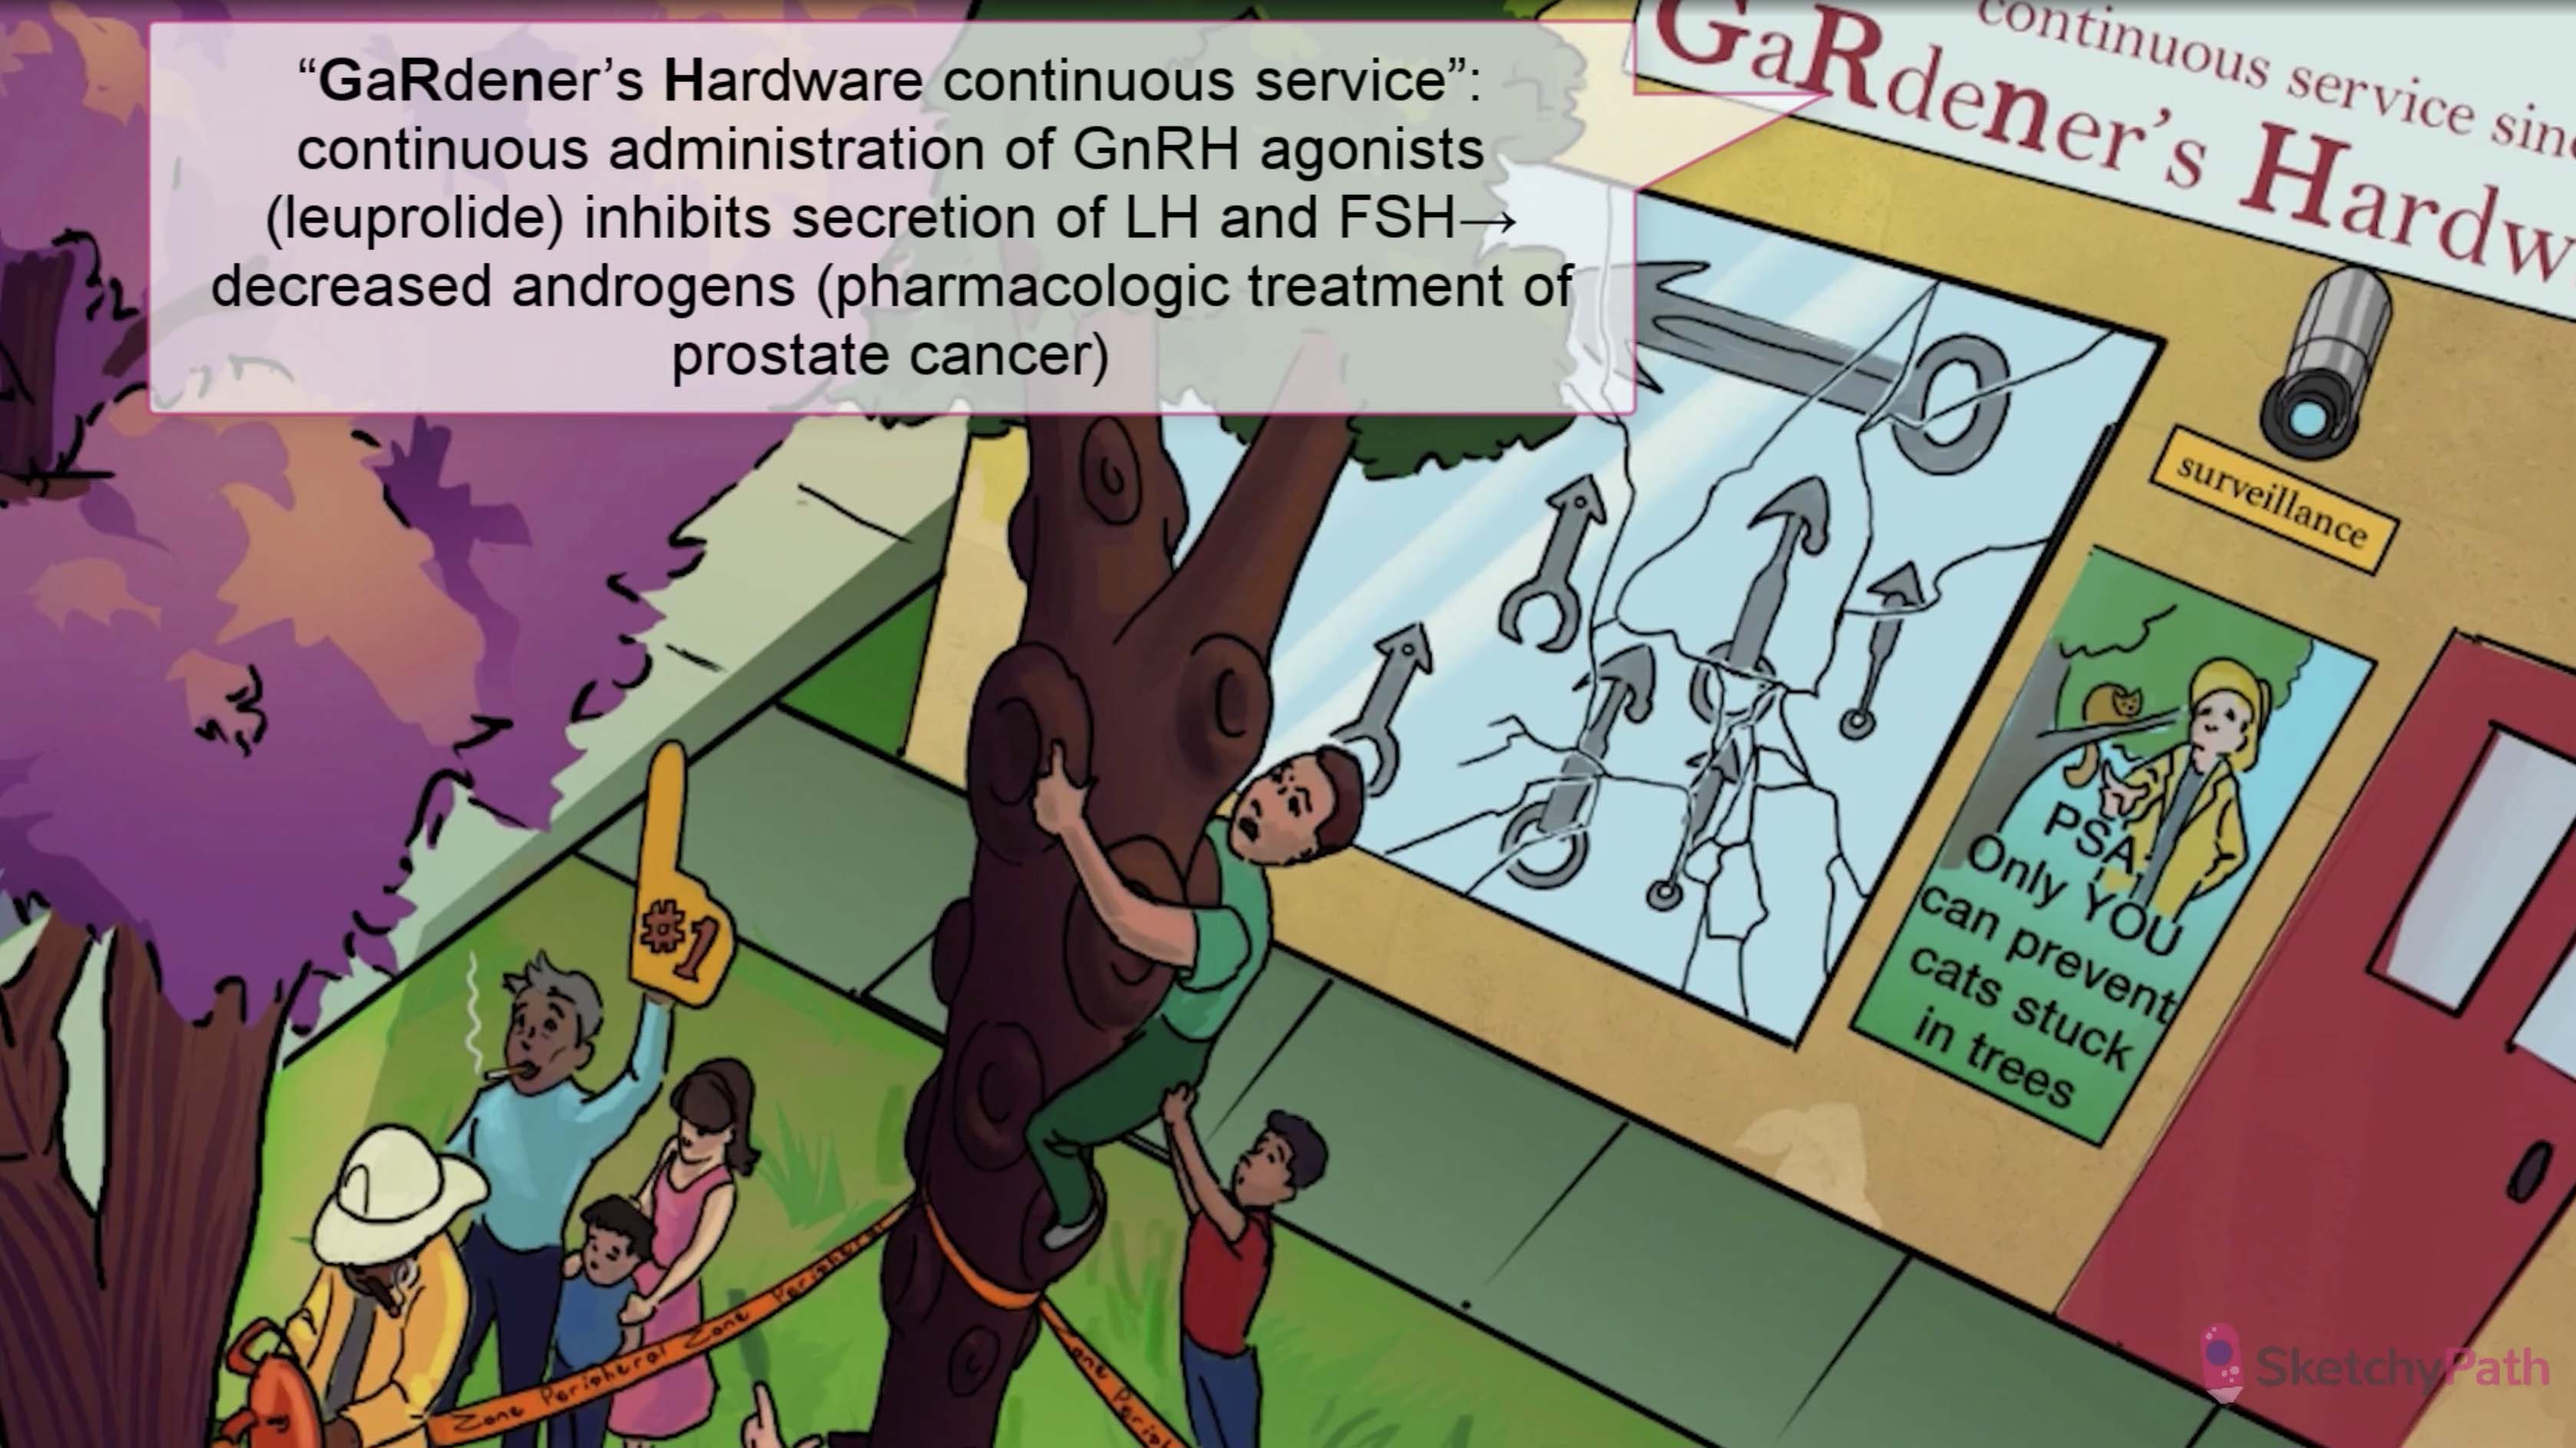 “GaRdener’s Hardware continuous service”:
continuous administration of GnRH agonists
(leuprolide) inhibits secretion of LH and FSH→
decreased androgens (pharmacologic treatment of
prostate cancer)
continuous service
GaRdener’s Hardw
surveillance
PSA:
Only YOU
can prevent
cats stuck
in trees
#1
Zone Peripheral Zone Peripheral
one Periph
SketchyPath